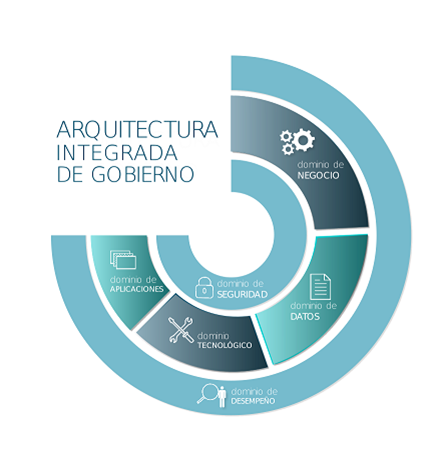 ARQUITECTURA
INTEGRADA
DE GOBIERNO
dominio de
NEGOCIO
dominio de
APLICACIONES
dominio de
SEGURIDAD
dominio de
DATOS
dominio
TECNOLÓGICO
dominio de
DESEMPEÑO